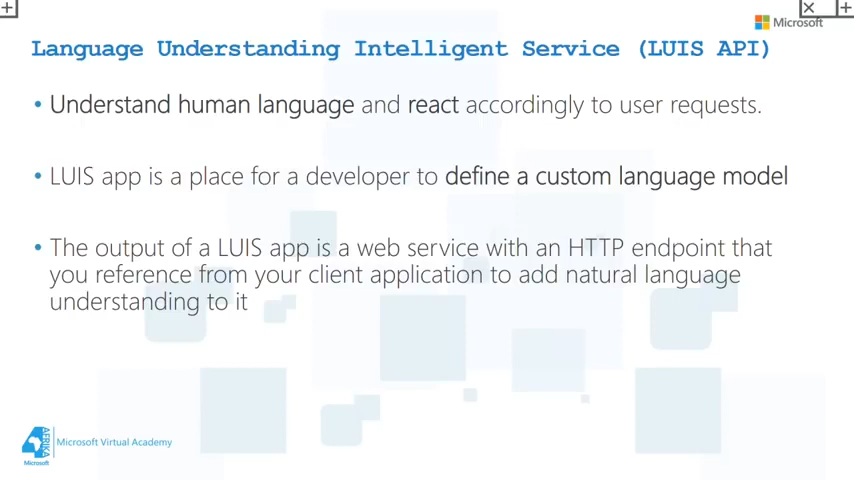 Microsoft
Language Understanding Intelligent Service (LUIS API)
• Understand human language and react accordingly to user requests.
• LUIS app is a place for a developer to define a custom language model
• The output of a LUIS app is a web service with an HTTP endpoint that
you reference from your client application to add natural language
understanding to it
4AFRIKA
Microsoft
Microsoft Virtual Academy